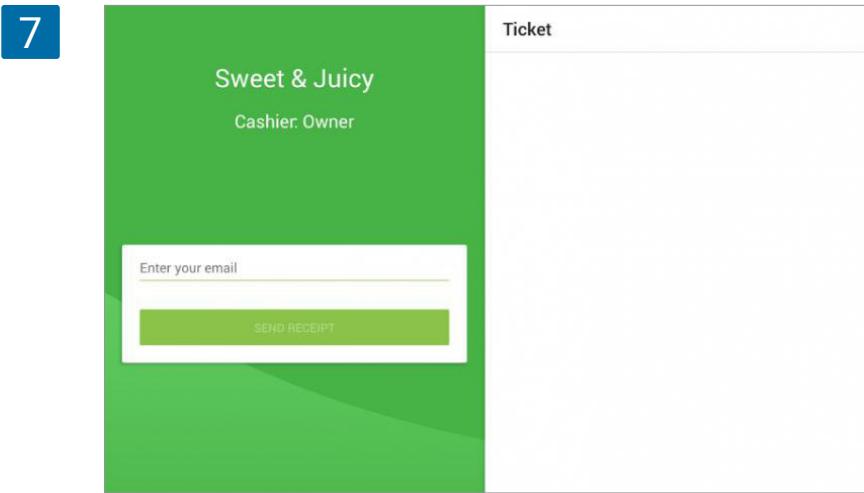 7
Ticket
Sweet & Juicy
Cashier: Owner
Enter your email
SEND RECEIPT